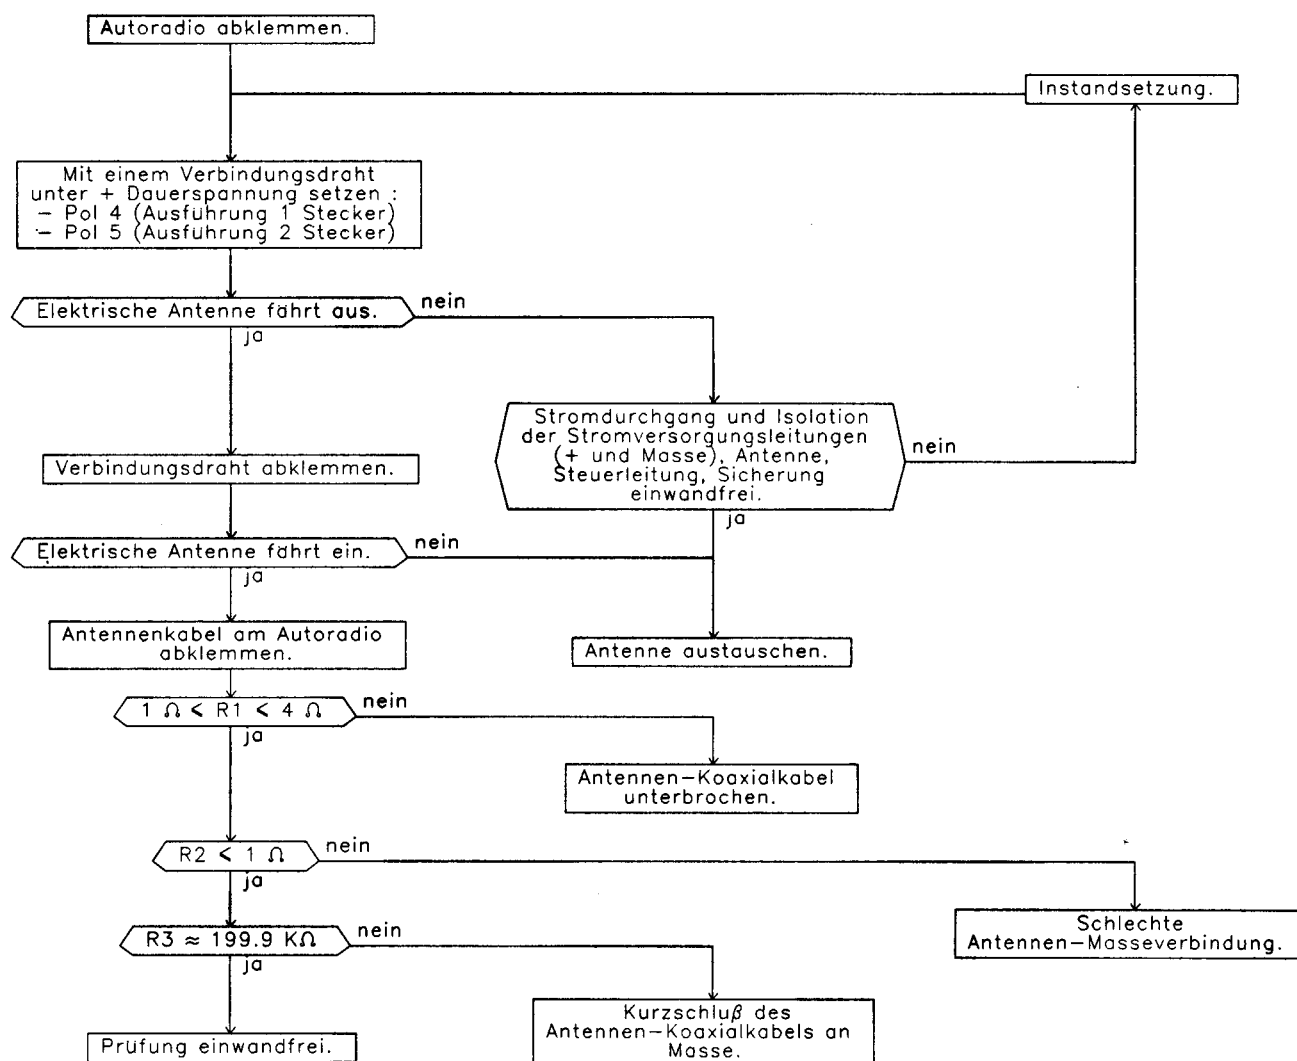 Autoradio abklemmen.
Instandsetzung.
Mit einem Verbindungsdraht
unter + Dauerspannung setzen :
– Pol 4 (Ausführung 1 Stecker)
– Pol 5 (Ausführung 2 Stecker)
Elektrische Antenne fährt aus.
nein
ja
Stromdurchgang und Isolation
der Stromversorgungsleitungen
(+ und Masse), Antenne,
Steuerleitung, Sicherung
einwandfrei.
nein
ja
Verbindungsdraht abklemmen.
Elektrische Antenne fährt ein.
nein
ja
Antennenkabel am Autoradio
abklemmen.
Antenne austauschen.
1 Ω < R1 < 4 Ω
nein
ja
Antennen–Koaxialkabel
unterbrochen.
R2 < 1 Ω
nein
ja
Schlechte
Antennen–Masseverbindung.
R3 ≈ 199.9 KΩ
nein
ja
Kurzschluß des
Antennen–Koaxialkabels an
Masse.
Prüfung einwandfrei.